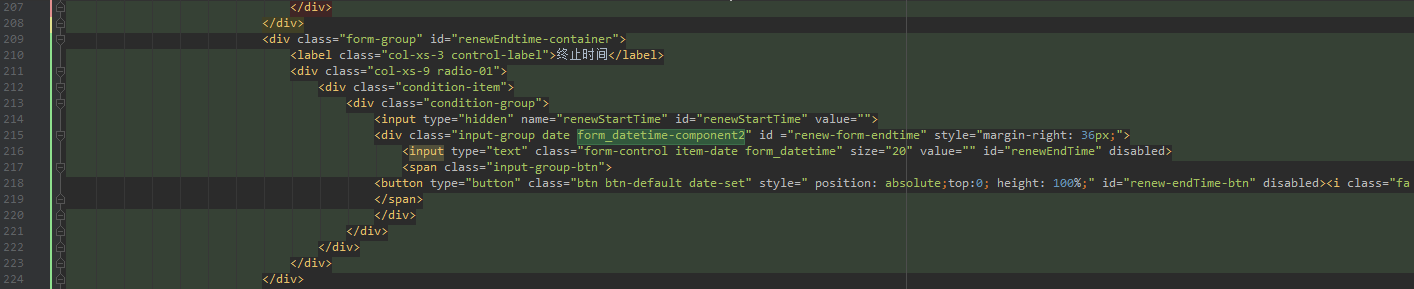 207 </div>
208 </div>
209 <div class="form-group" id="renewEndtime-container">
210 <label class="col-xs-3 control-label">终止时间</label>
211 <div class="col-xs-9 radio-01">
212 <div class="condition-item">
213 <div class="condition-group">
214 <input type="hidden" name="renewStartTime" id="renewStartTime" value="">
215 <div class="input-group date form_datetime-component2" id ="renew-form-endtime" style="margin-right: 36px;">
216 <input type="text" class="form-control item-date form_datetime" size="20" value="" id="renewEndTime" disabled>
217 <span class="input-group-btn">
218 <button type="button" class="btn btn-default date-set" style=" position: absolute;top:0; height: 100%;" id="renew-endTime-btn" disabled><i class="fa
219 </span>
220 </div>
221 </div>
222 </div>
223 </div>
224 </div>